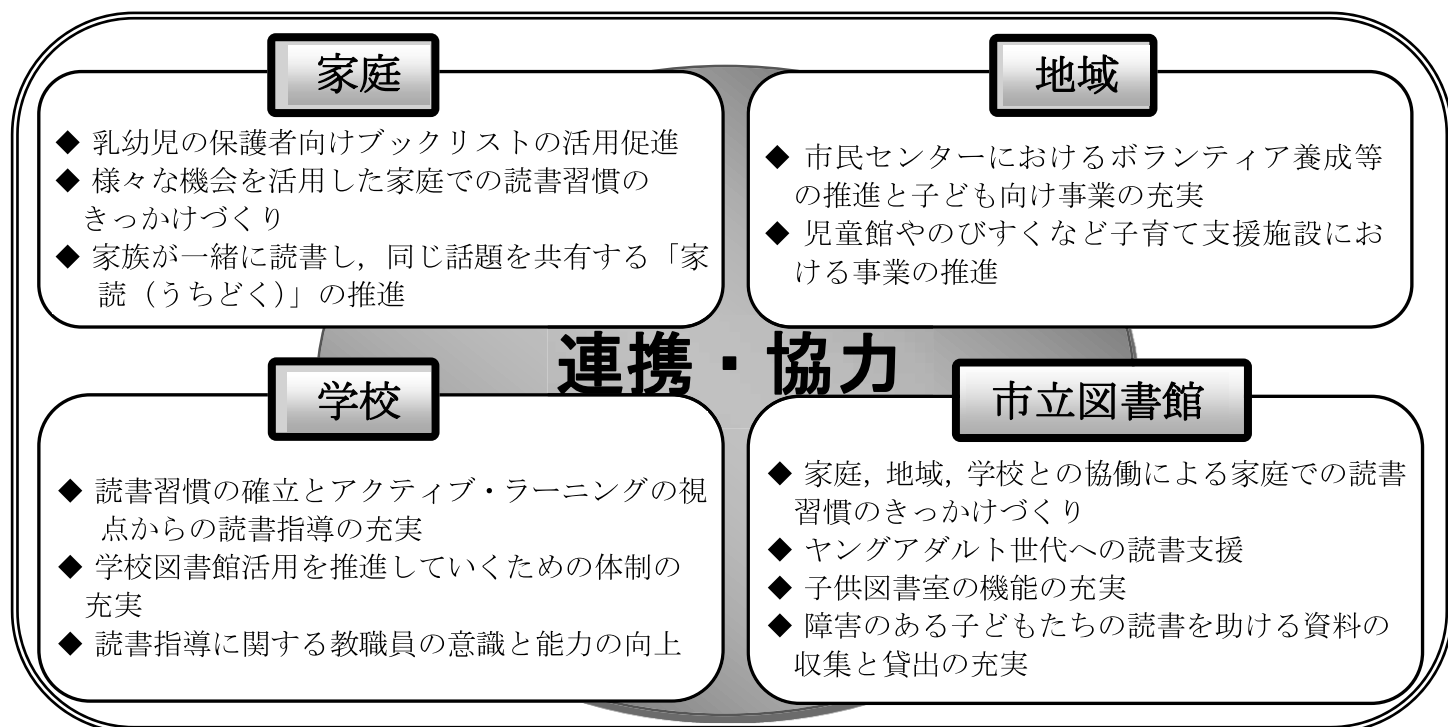 家庭
◆ 乳幼児の保護者向けブックリストの活用促進
◆ 様々な機会を活用した家庭での読書習慣の
きっかけづくり
◆ 家族が一緒に読書し，同じ話題を共有する「家
読（うちどく）」の推進
地域
◆ 市民センターにおけるボランティア養成等
の推進と子ども向け事業の充実
◆ 児童館やのびすくなど子育て支援施設にお
ける事業の推進
連携・協力
学校
◆ 読書習慣の確立とアクティブ・ラーニングの視
点からの読書指導の充実
◆ 学校図書館活用を推進していくための体制の
充実
◆ 読書指導に関する教職員の意識と能力の向上
市立図書館
◆ 家庭，地域，学校との協働による家庭での読書
習慣のきっかけづくり
◆ ヤングアダルト世代への読書支援
◆ 子供図書室の機能の充実
◆ 障害のある子どもたちの読書を助ける資料の
収集と貸出の充実